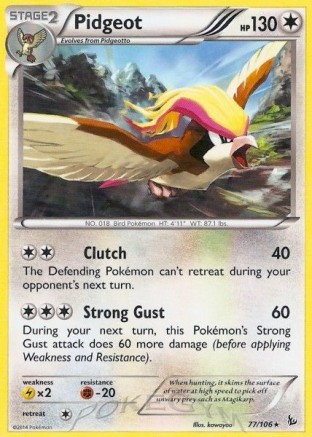 STAGE2 Pidgeot HP130
Evolves from Pidgeotto
NO. 018 Bird Pokémon HT: 4'11" WT: 87.1 lbs.
Clutch 40
The Defending Pokémon can't retreat during your
opponent's next turn.
Strong Gust 60
During your next turn, this Pokémon's Strong
Gust attack does 60 more damage (before applying
Weakness and Resistance).
weakness resistance
×2 -20
retreat
When hunting, it skims the surface
of water at high speed to pick off
unwary prey such as Magikarp.
©2014 Pokémon
Illus. kawayoo 77/106